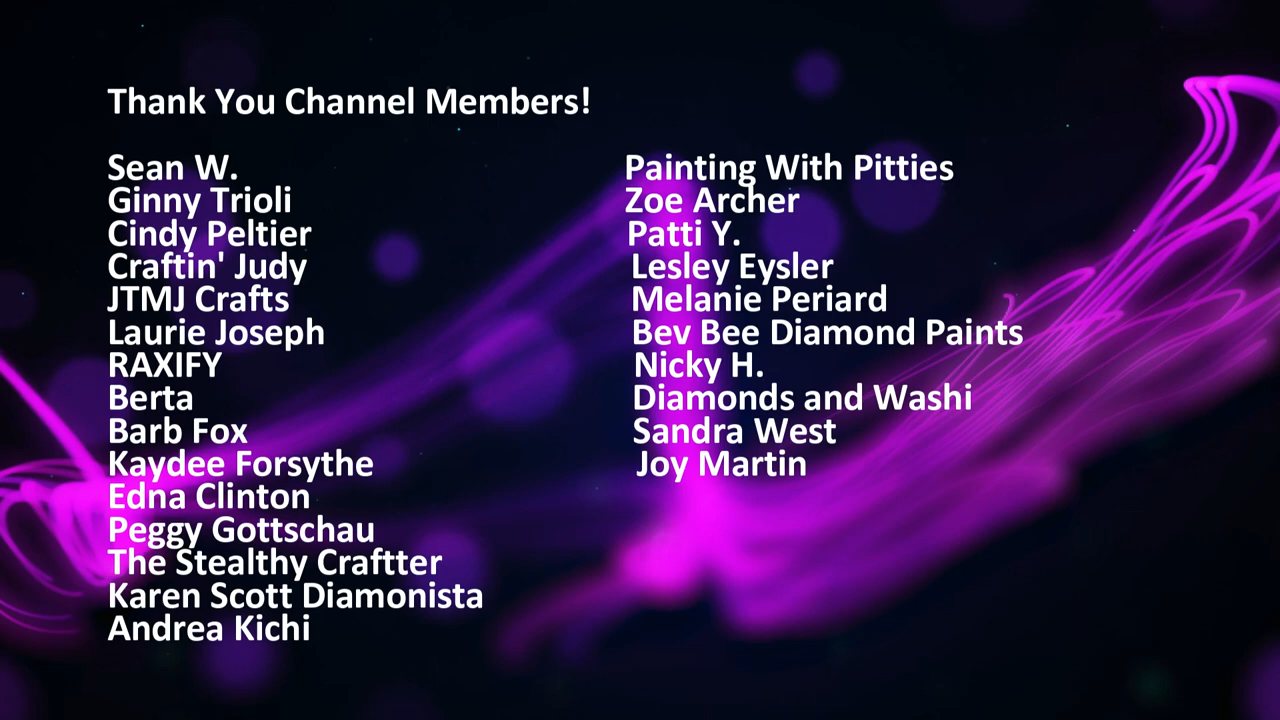 Thank You Channel Members!
Sean W.
Ginny Trioli
Cindy Peltier
Craftin' Judy
JTMJ Crafts
Laurie Joseph
RAXIFY
Berta
Barb Fox
Kaydee Forsythe
Edna Clinton
Peggy Gottschau
The Stealthy Craftter
Karen Scott Diamonista
Andrea Kichi
Painting With Pitties
Zoe Archer
Patti Y.
Lesley Eysler
Melanie Periard
Bev Bee Diamond Paints
Nicky H.
Diamonds and Washi
Sandra West
Joy Martin